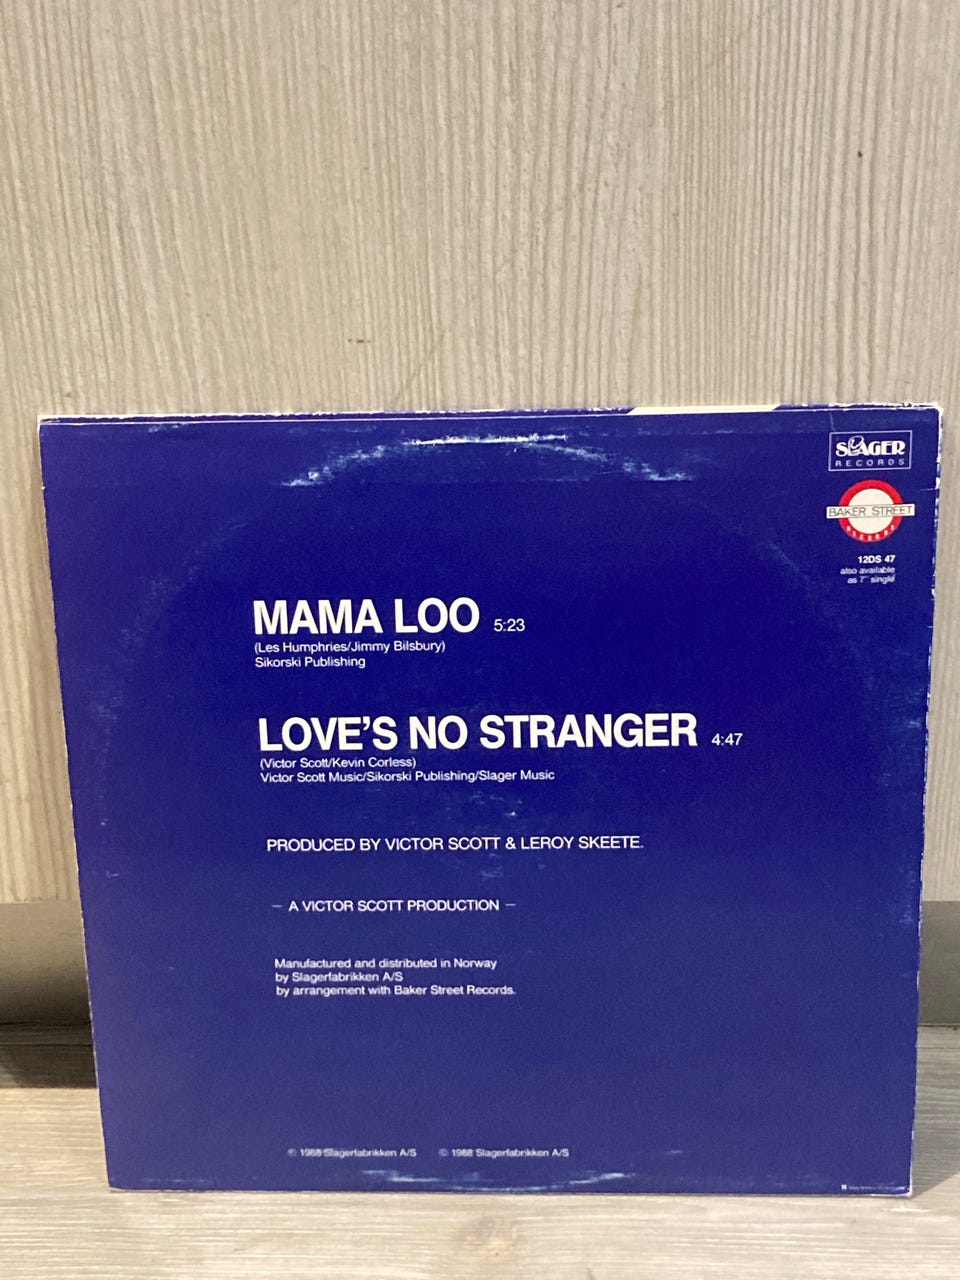 SLAGER
RECORDS
BAKER STREET
RECORDS
12DS 47
also available
as 7" single
MAMA LOO 5:23
(Les Humphries/Jimmy Bilsbury)
Sikorski Publishing
LOVE'S NO STRANGER 4:47
(Victor Scott/Kevin Corless)
Victor Scott Music/Sikorski Publishing/Slager Music
PRODUCED BY VICTOR SCOTT & LEROY SKEETE.
– A VICTOR SCOTT PRODUCTION –
Manufactured and distributed in Norway
by Slagerfabrikken A/S
by arrangement with Baker Street Records.
℗ 1988 Slagerfabrikken A/S © 1988 Slagerfabrikken A/S